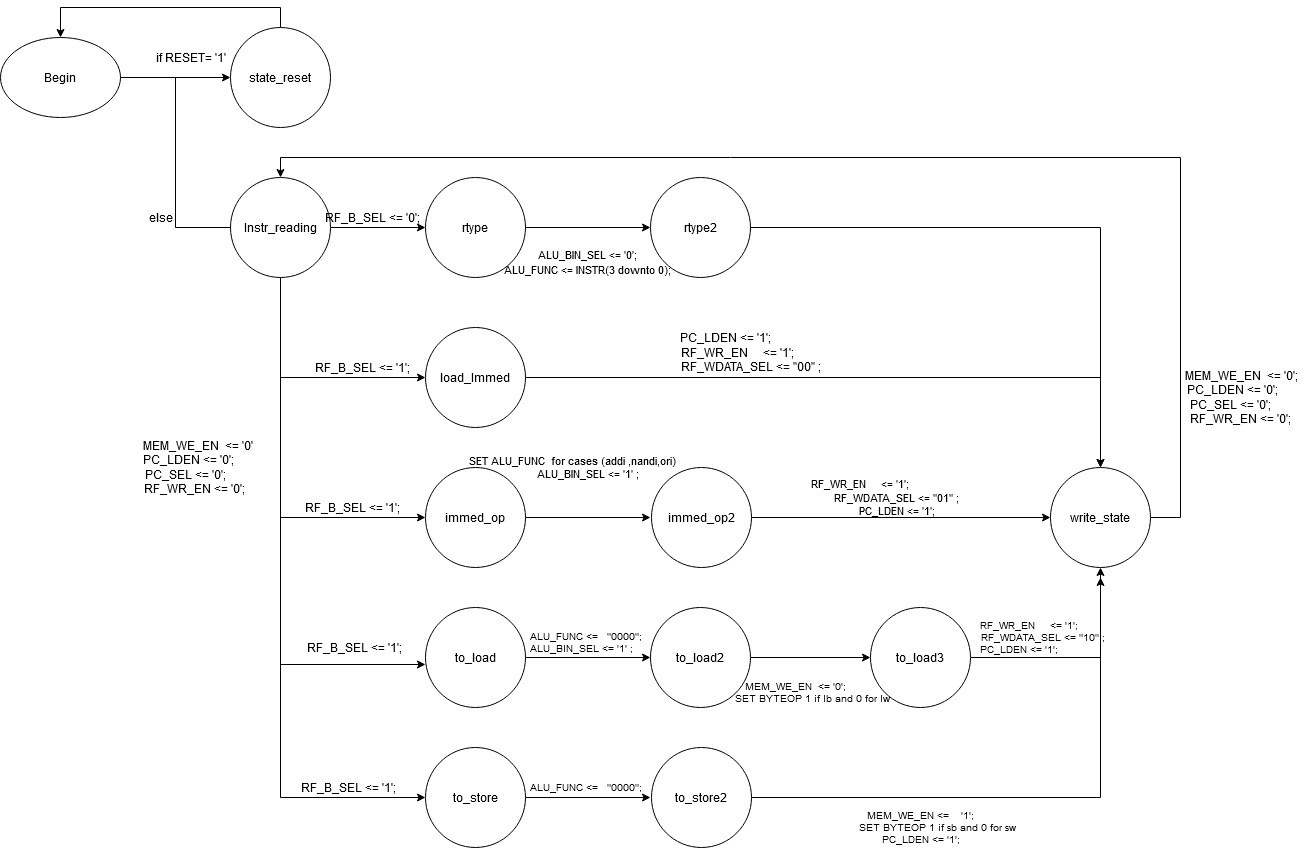 if RESET= '1'
Begin
state_reset
else
Instr_reading
RF_B_SEL <= '0';
rtype
rtype2
ALU_BIN_SEL <= '0';
ALU_FUNC <= INSTR(3 downto 0);
RF_B_SEL <= '1';
load_Immed
PC_LDEN <= '1';
RF_WR_EN <= '1';
RF_WDATA_SEL <= "00" ;
MEM_WE_EN <= '0';
PC_LDEN <= '0';
PC_SEL <= '0';
RF_WR_EN <= '0';
MEM_WE_EN <= '0'
PC_LDEN <= '0';
PC_SEL <= '0';
RF_WR_EN <= '0';
SET ALU_FUNC for cases (addi ,nandi,ori)
ALU_BIN_SEL <= '1' ;
RF_B_SEL <= '1';
immed_op
immed_op2
RF_WR_EN <= '1';
RF_WDATA_SEL <= "01" ;
PC_LDEN <= '1';
write_state
RF_B_SEL <= '1';
to_load
ALU_FUNC <= "0000";
ALU_BIN_SEL <= '1' ;
to_load2
MEM_WE_EN <= '0';
SET BYTEOP 1 if lb and 0 for lw
to_load3
RF_WR_EN <= '1';
RF_WDATA_SEL <= "10" ;
PC_LDEN <= '1';
RF_B_SEL <= '1';
to_store
ALU_FUNC <= "0000";
to_store2
MEM_WE_EN <= '1';
SET BYTEOP 1 if sb and 0 for sw
PC_LDEN <= '1';